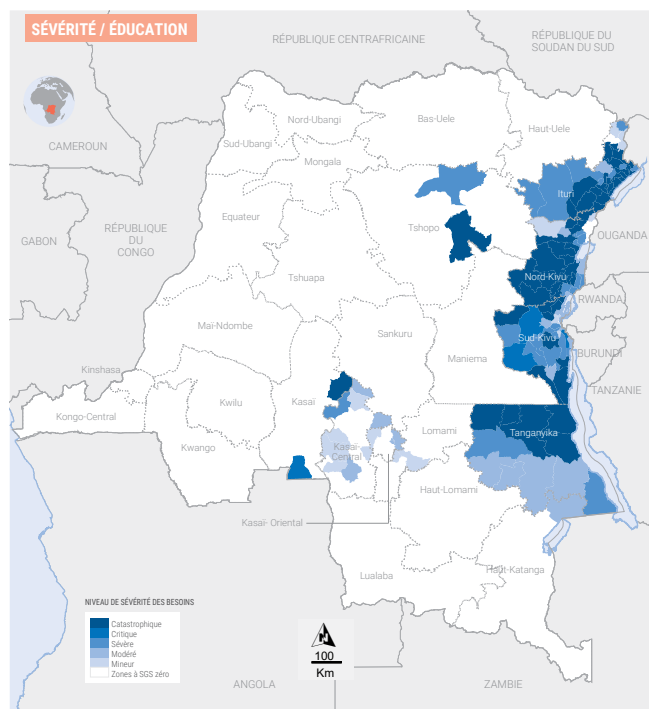 SÉVÉRITÉ / ÉDUCATION
RÉPUBLIQUE CENTRAFRICAINE
RÉPUBLIQUE DU
SOUDAN DU SUD
CAMEROUN
Nord-Ubangi
Bas-Uele
Haut-Uele
Sud-Ubangi
Mongala
Ituri
Equateur
Tshopo
OUGANDA
GABON
RÉPUBLIQUE
DU
CONGO
Tshuapa
Nord-Kivu
RWANDA
Maï-Ndombe
Sankuru
Sud-Kivu
Maniema
BURUNDI
Kinshasa
Kwilu
Kasaï
TANZANIE
Kongo-Central
Lomami
Tanganyika
Kwango
Kasaï-
Central
Haut-Lomami
Kasaï- Oriental
Haut-Katanga
Lualaba
NIVEAU DE SÉVÉRITÉ DES BESOINS
Catastrophique
Critique
Sévère
Modéré
Mineur
Zones à SGS zéro
N
100
Km
ANGOLA
ZAMBIE